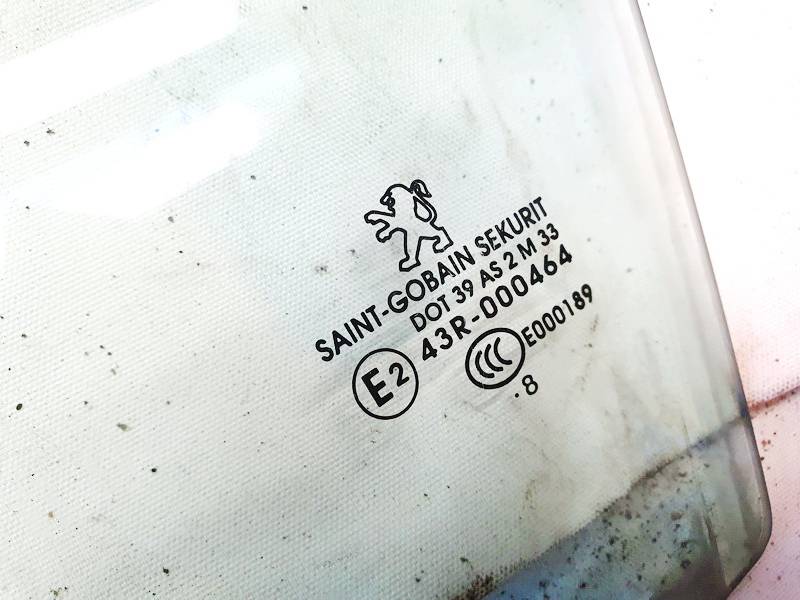 SAINT-GOBAIN SEKURIT
DOT 39 AS 2 M 33
E2 43R-000464
CCC E000189
.8